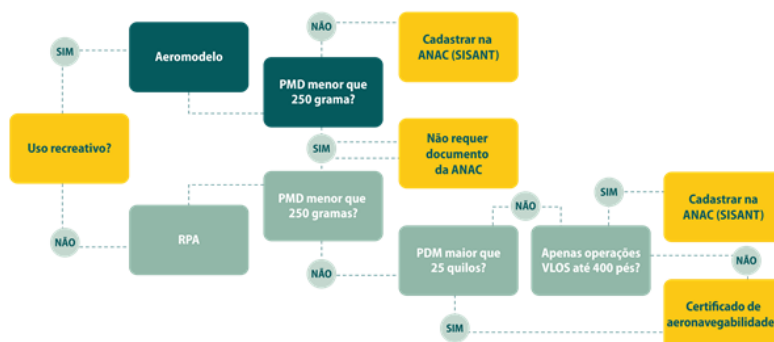 NÃO
Cadastrar na
ANAC (SISANT)
SIM
Aeromodelo
PMD menor que
250 grama?
Uso recreativo?
SIM
Não requer
documento
da ANAC
PMD menor que
250 gramas?
SIM
Cadastrar na
ANAC (SISANT)
NÃO
NÃO
RPA
PDM maior que
25 quilos?
Apenas operações
VLOS até 400 pés?
NÃO
NÃO
SIM
Certificado de
aeronavegabilidade